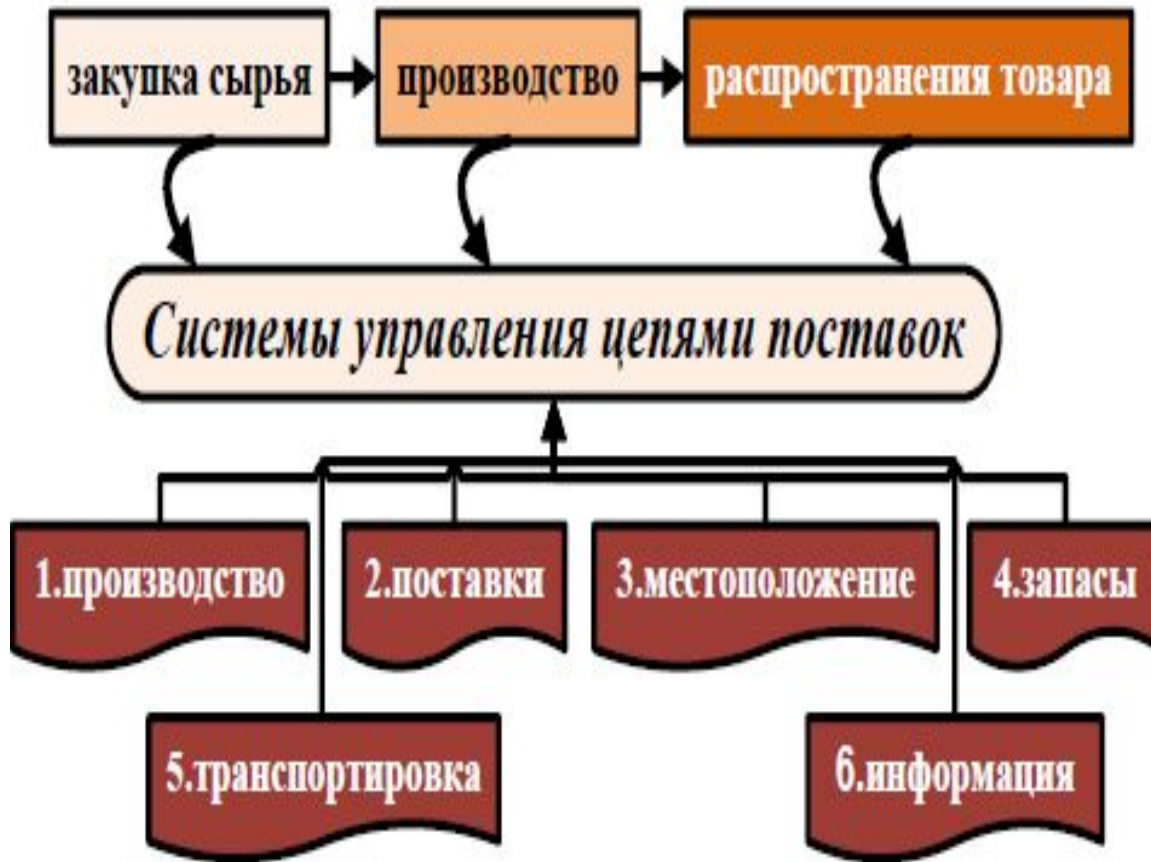 закупка сырья
производство
распространения товара
Системы управления цепями поставок
1.производство
2.поставки
3.местоположение
4.запасы
5.транспортировка
6.информация